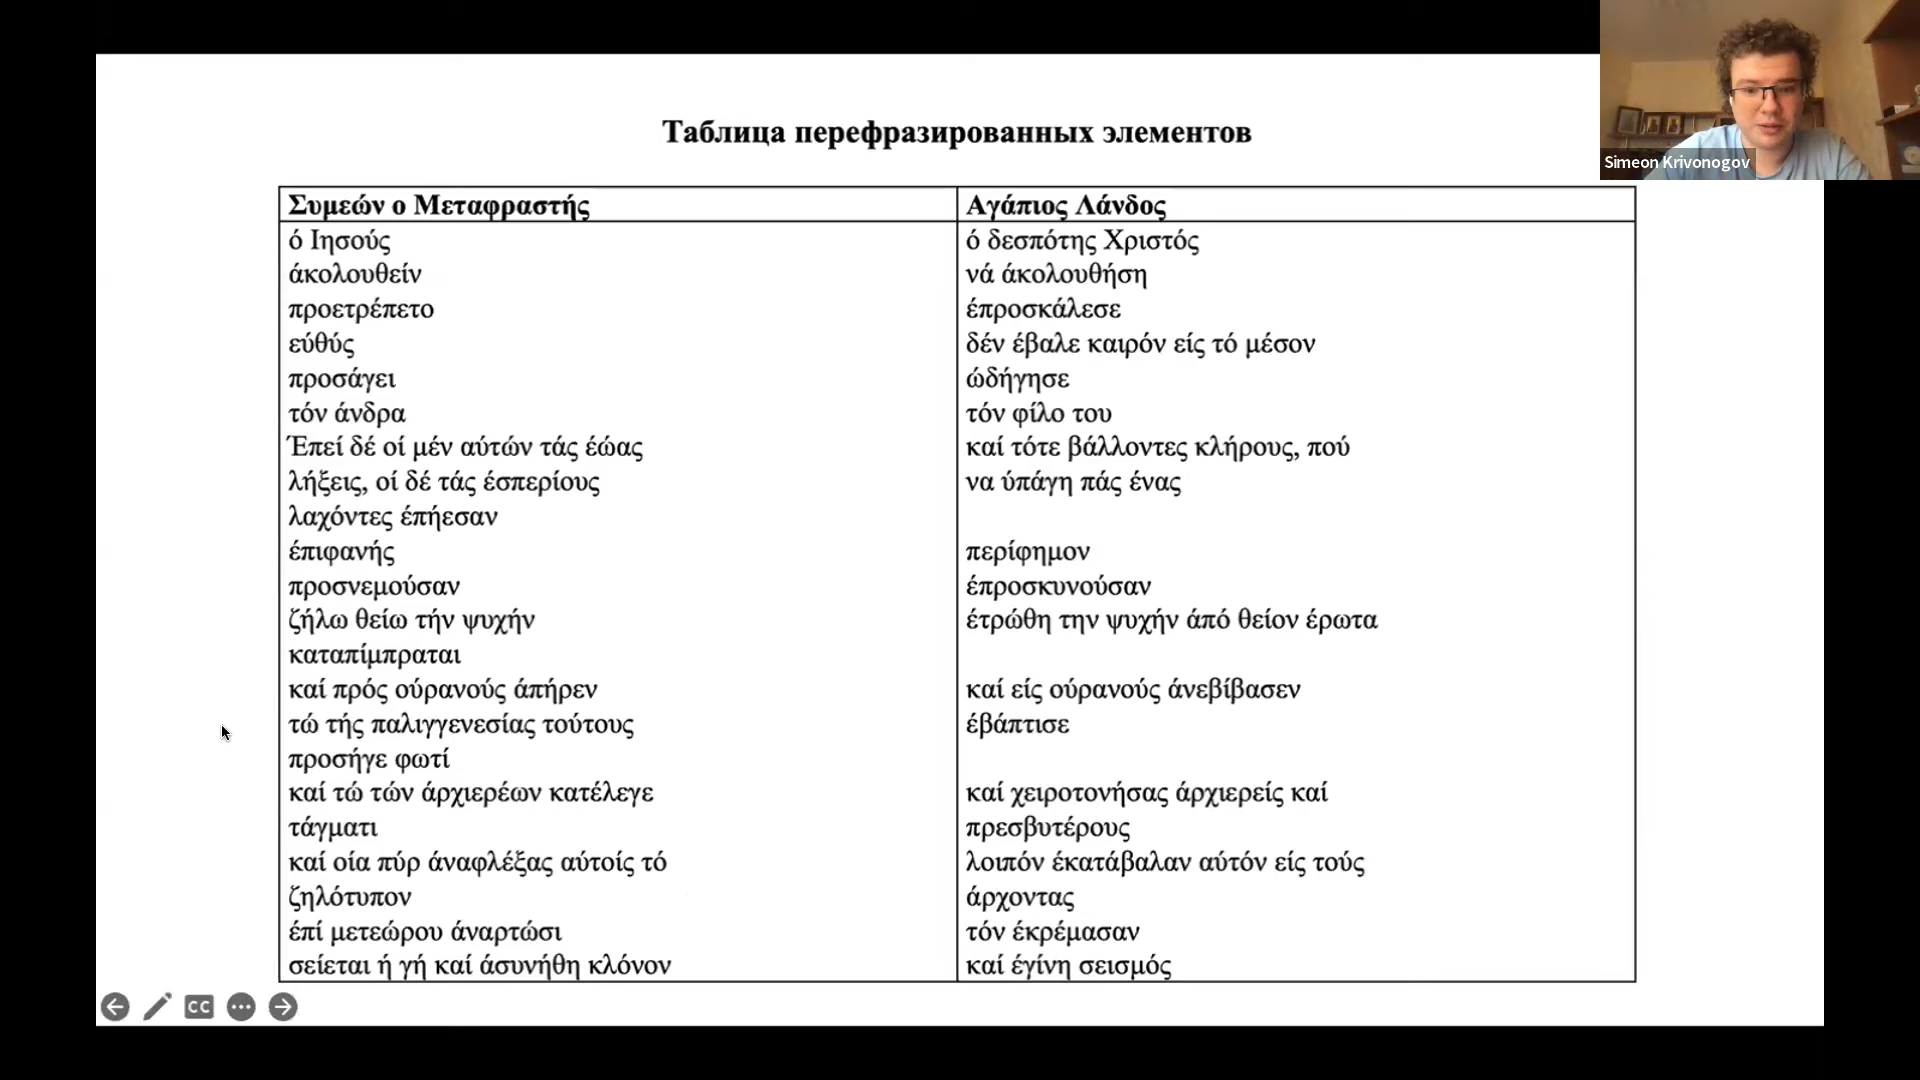 Таблица перефразированных элементов
Simeon Krivonogov
Συμεών ο Μεταφραστής
Αγάπιος Λάνδος
ό Ιησούς
ό δεσπότης Χριστός
άκολουθείν
νά άκολουθήση
προετρέπετο
έπροσκάλεσε
εύθύς
δέν έβαλε καιρόν είς τό μέσον
προσάγει
ώδήγησε
τόν άνδρα
τόν φίλο του
Έπεί δέ οί μέν αύτών τάς έώας
καί τότε βάλλοντες κλήρους, πού
λήξεις, οί δέ τάς έσπερίους
να ύπάγη πάς ένας
λαχόντες έπήεσαν
έπιφανής
περίφημον
προσνεμούσαν
έπροσκυνούσαν
ζήλω θείω τήν ψυχήν
έτρώθη την ψυχήν άπό θείον έρωτα
καταπίμπραται
καί πρός ούρανούς άπήρεν
καί είς ούρανούς άνεβίβασεν
τώ τής παλιγγενεσίας τούτους
έβάπτισε
προσήγε φωτί
καί τώ τών άρχιερέων κατέλεγε
καί χειροτονήσας άρχιερείς καί
τάγματι
πρεσβυτέρους
καί οία πύρ άναφλέξας αύτοίς τό
λοιπόν έκατάβαλαν αύτόν είς τούς
ζηλότυπον
άρχοντας
έπί μετεώρου άναρτώσι
τόν έκρέμασαν
σείεται ή γή καί άσυνήθη κλόνον
καί έγίνη σεισμός
CC